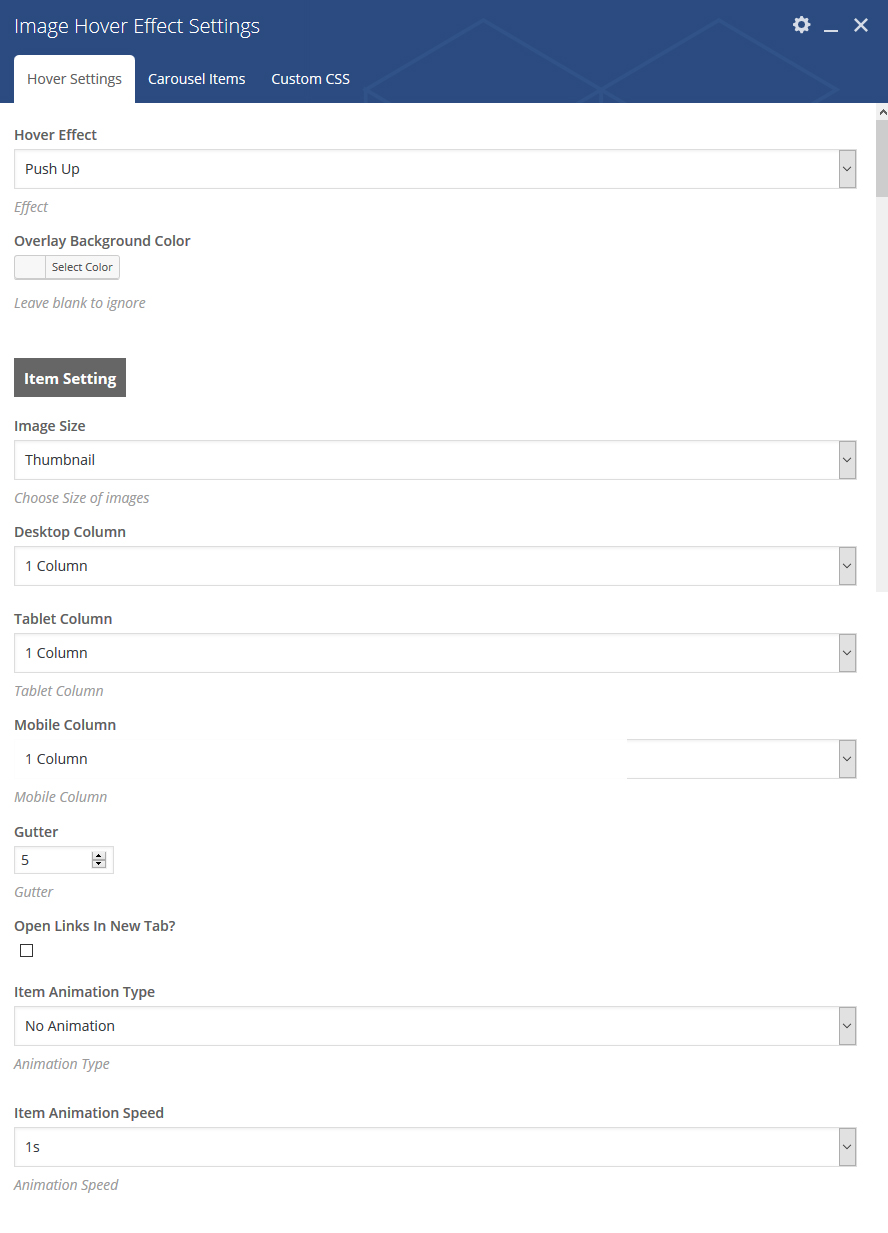 Image Hover Effect Settings
Hover Settings
Carousel Items
Custom CSS
Hover Effect
Push Up
Effect
Overlay Background Color
Select Color
Leave blank to ignore
Item Setting
Image Size
Thumbnail
Choose Size of images
Desktop Column
1 Column
Tablet Column
1 Column
Tablet Column
Mobile Column
1 Column
Mobile Column
Gutter
5
Gutter
Open Links In New Tab?
Item Animation Type
No Animation
Animation Type
Item Animation Speed
1s
Animation Speed